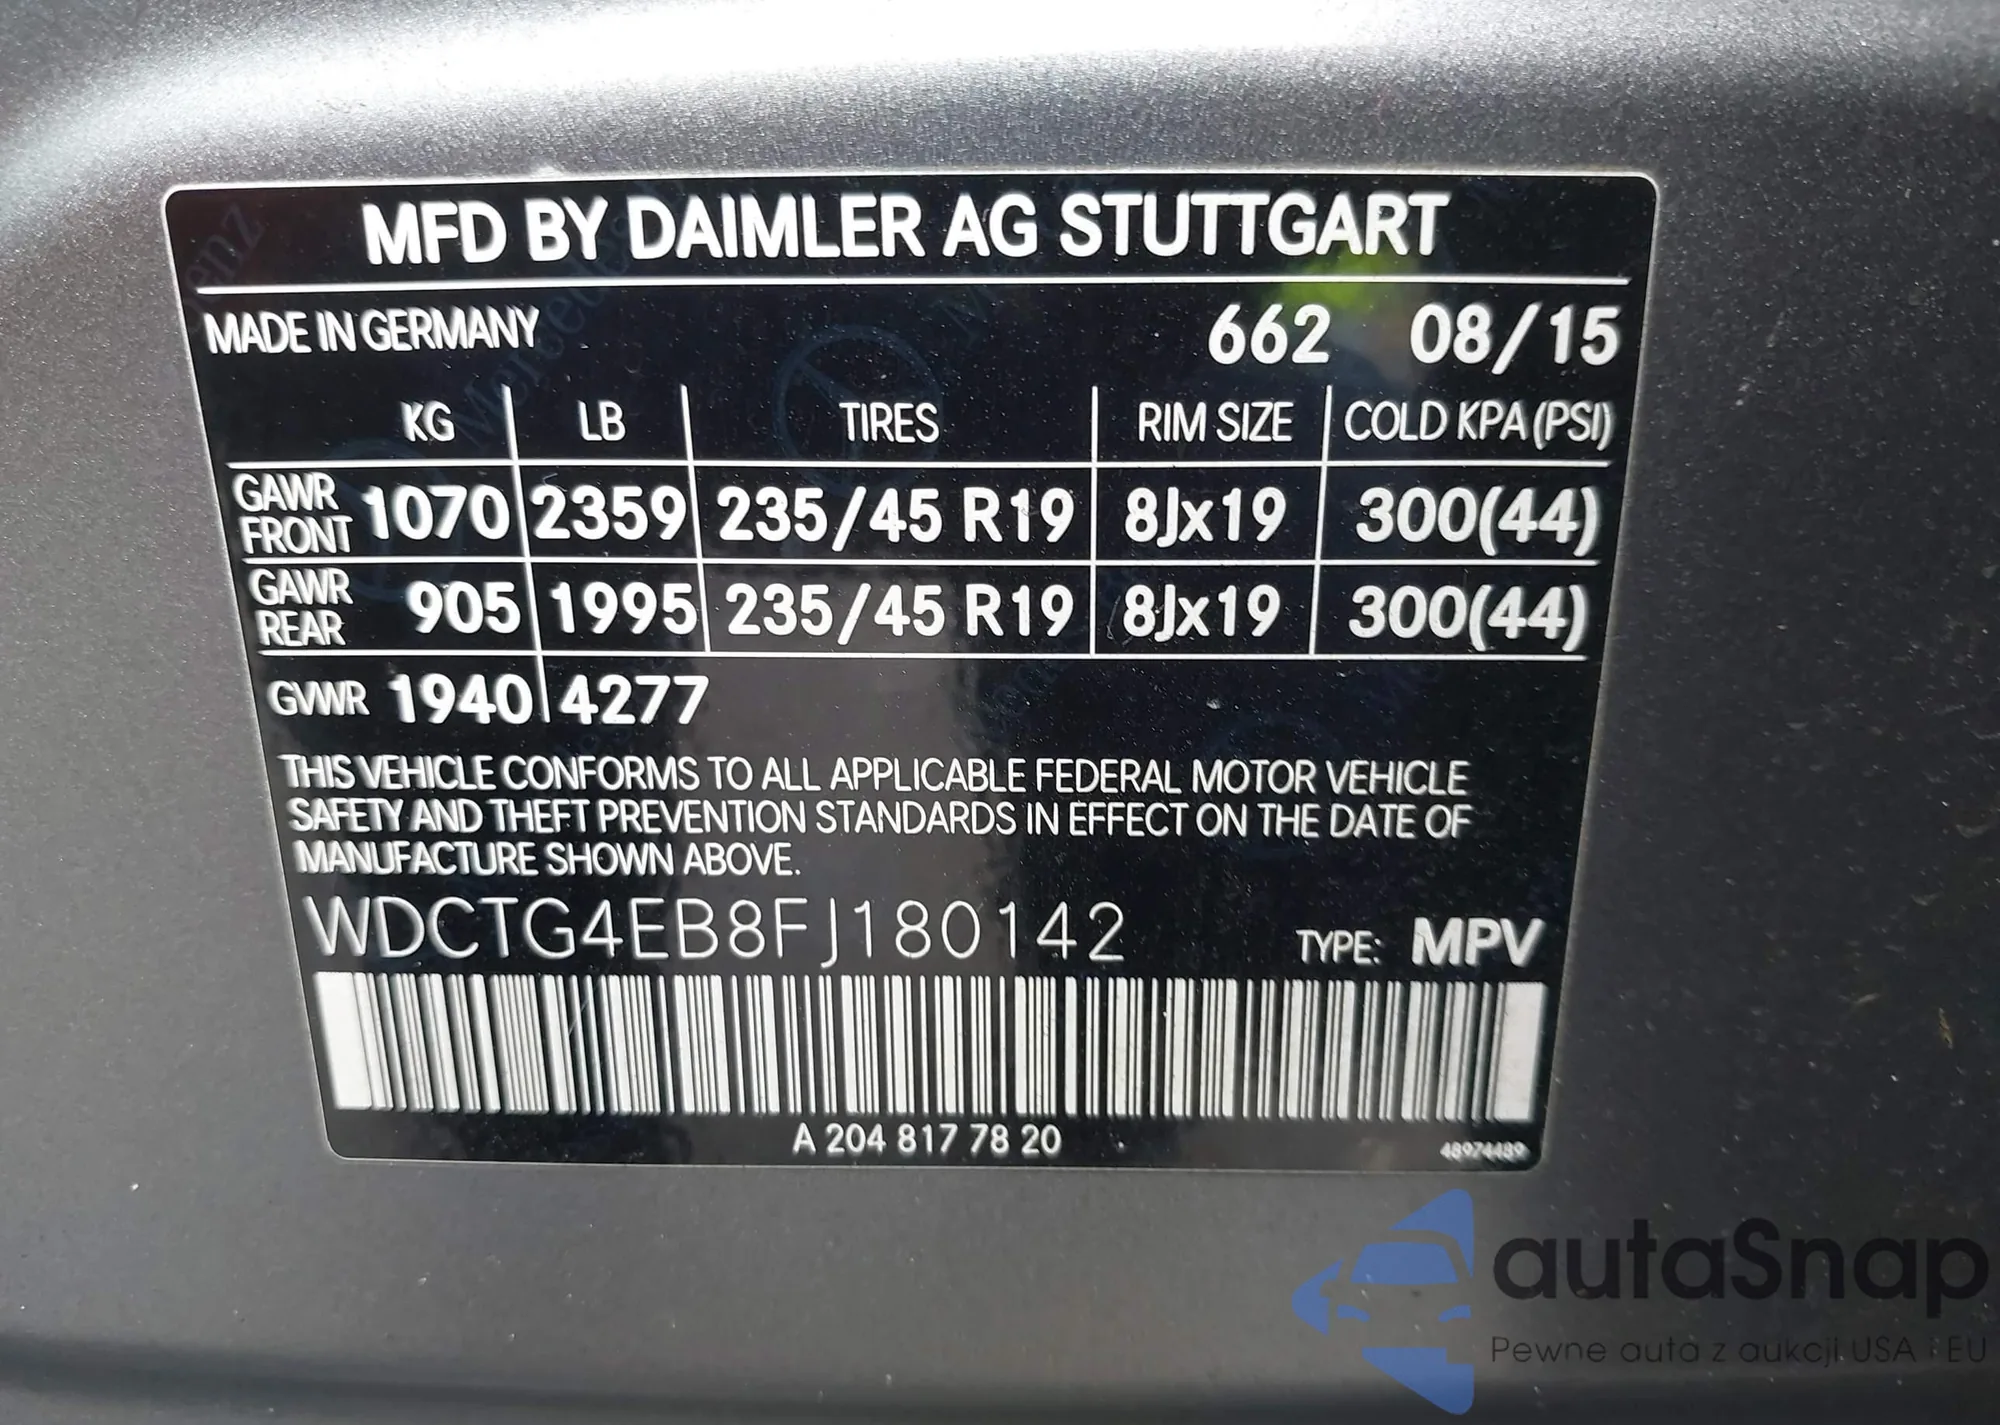 MFD BY DAIMLER AG STUTTGART
MADE IN GERMANY 662 08/15
KG LB TIRES RIM SIZE COLD KPA (PSI)
GAWR FRONT 1070 2359 235/45 R19 8Jx19 300(44)
GAWR REAR 905 1995 235/45 R19 8Jx19 300(44)
GVWR 1940 4277
THIS VEHICLE CONFORMS TO ALL APPLICABLE FEDERAL MOTOR VEHICLE
SAFETY AND THEFT PREVENTION STANDARDS IN EFFECT ON THE DATE OF
MANUFACTURE SHOWN ABOVE.
WDCTG4EB8FJ180142 TYPE: MPV
A 204 817 78 20
48974489
autaSnap
Pewne auta z aukcji USA i EU